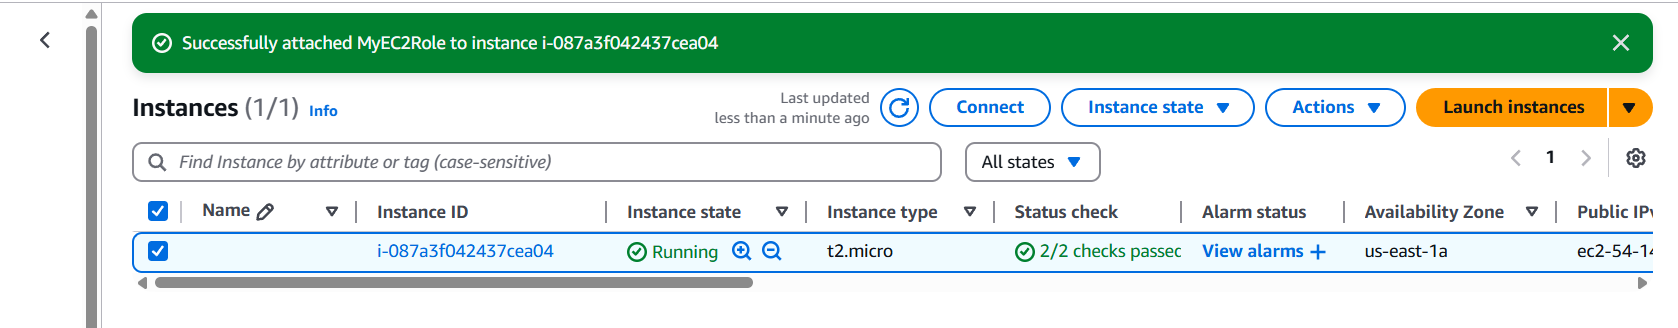 Successfully attached MyEC2Role to instance i-087a3f042437cea04
Instances (1/1) Info
Last updated
less than a minute ago
Connect
Instance state
Actions
Launch instances
Find Instance by attribute or tag (case-sensitive)
All states
1
Name Instance ID Instance state Instance type Status check Alarm status Availability Zone Public IPv
i-087a3f042437cea04 Running t2.micro 2/2 checks passec View alarms + us-east-1a ec2-54-14